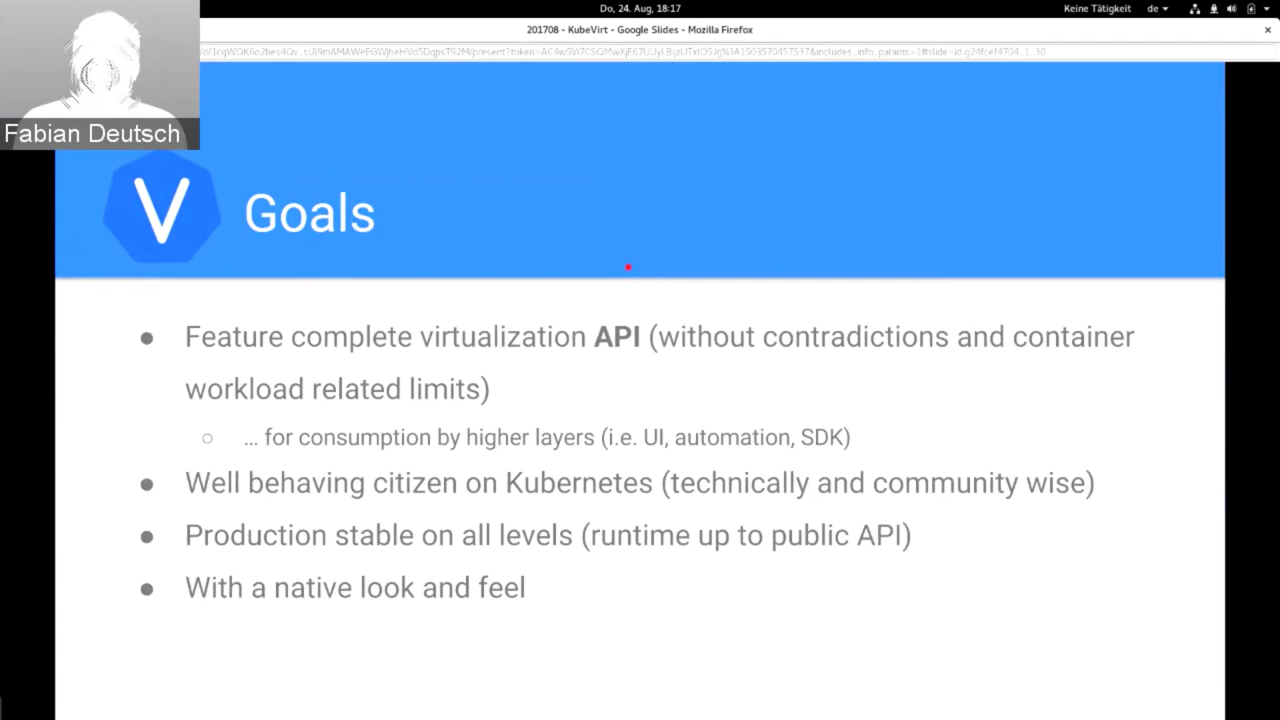 Do, 24. Aug, 18:17
Keine Tätigkeit
de
201708 - KubeVirt - Google Slides - Mozilla Firefox
Fabian Deutsch
V
Goals
● Feature complete virtualization API (without contradictions and container
workload related limits)
○ … for consumption by higher layers (i.e. UI, automation, SDK)
● Well behaving citizen on Kubernetes (technically and community wise)
● Production stable on all levels (runtime up to public API)
● With a native look and feel